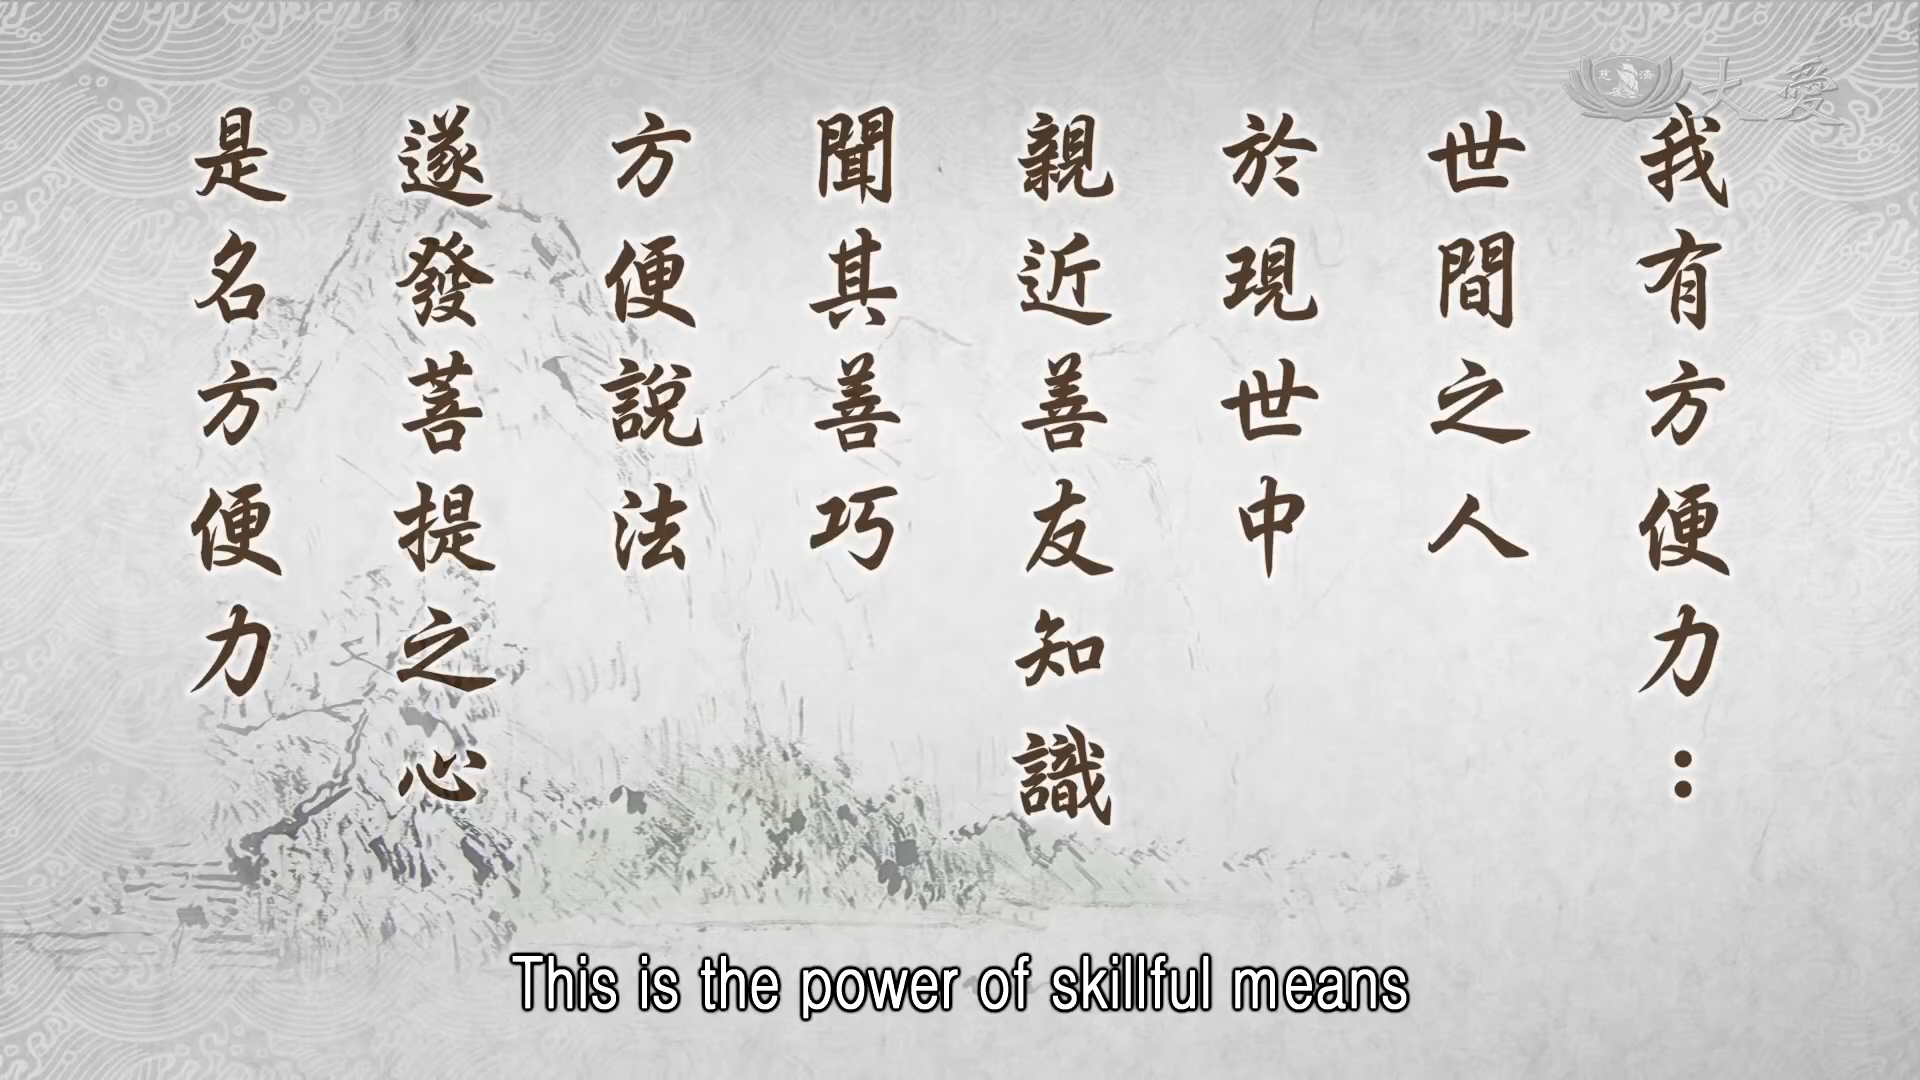 大愛
慈濟
我有方便力：
世間之人
於現世中
親近善友知識
聞其善巧
方便說法
遂發菩提之心
是名方便力
This is the power of skillful means